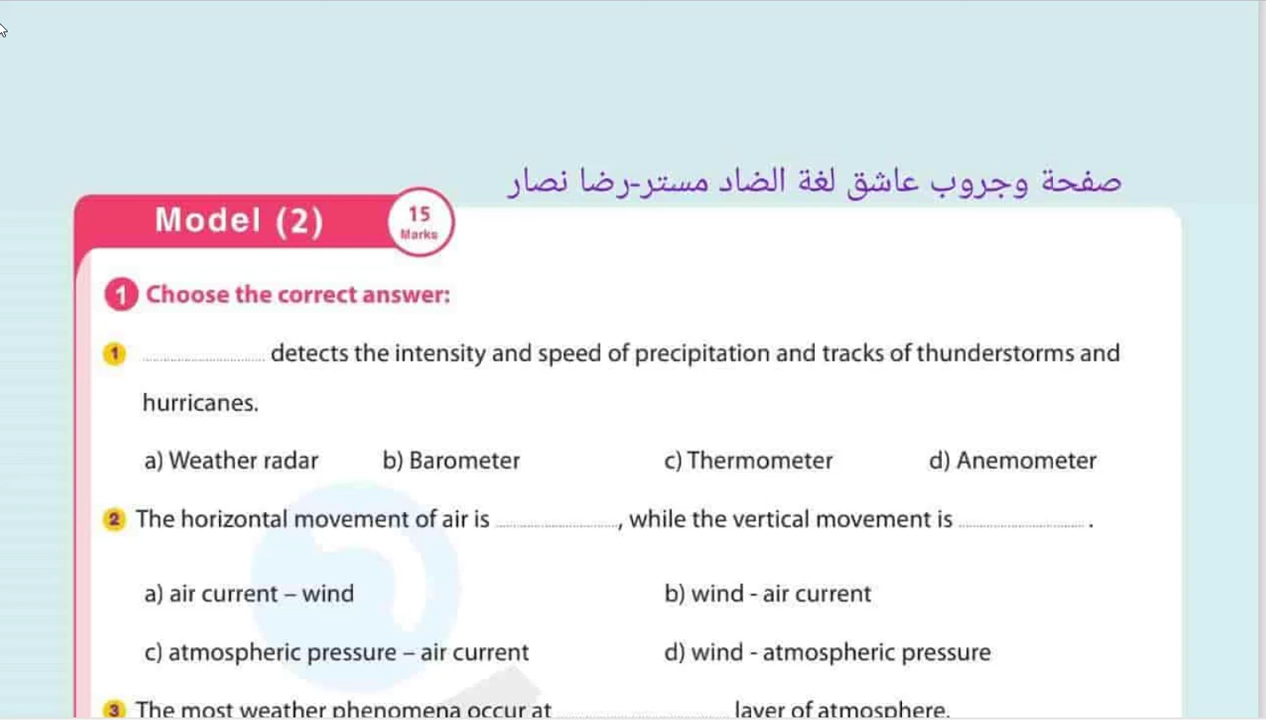 صفحة وجروب عاشق لغة الضاد مستر-رضا نصار
Model (2)
15
Marks
1 Choose the correct answer:
1 .............................. detects the intensity and speed of precipitation and tracks of thunderstorms and
hurricanes.
a) Weather radar b) Barometer c) Thermometer d) Anemometer
2 The horizontal movement of air is .............................., while the vertical movement is .............................. .
a) air current – wind b) wind - air current
c) atmospheric pressure – air current d) wind - atmospheric pressure
3 The most weather phenomena occur at .............................. layer of atmosphere.